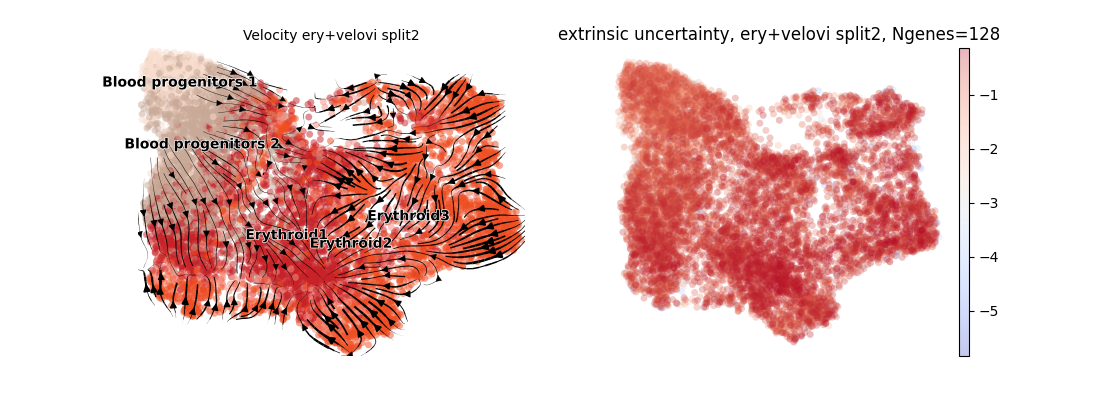 Velocity ery+velovi split2
Blood progenitors 1
Blood progenitors 2
Erythroid3
Erythroid1
Erythroid2
extrinsic uncertainty, ery+velovi split2, Ngenes=128
−1
−2
−3
−4
−5